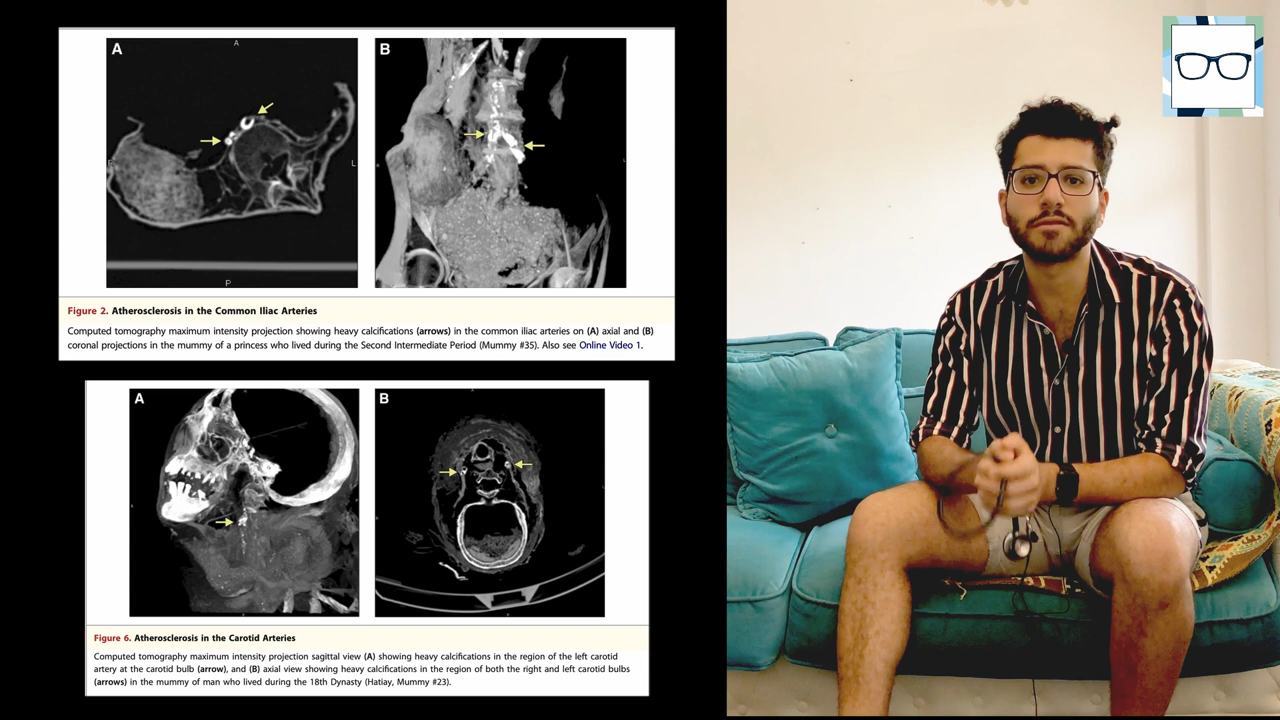 A
B
A
L
P
Figure 2. Atherosclerosis in the Common Iliac Arteries
Computed tomography maximum intensity projection showing heavy calcifications (arrows) in the common iliac arteries on (A) axial and (B)
coronal projections in the mummy of a princess who lived during the Second Intermediate Period (Mummy #35). Also see Online Video 1.
A
B
Figure 6. Atherosclerosis in the Carotid Arteries
Computed tomography maximum intensity projection sagittal view (A) showing heavy calcifications in the region of the left carotid
artery at the carotid bulb (arrow), and (B) axial view showing heavy calcifications in the region of both the right and left carotid bulbs
(arrows) in the mummy of man who lived during the 18th Dynasty (Hatiay, Mummy #23).